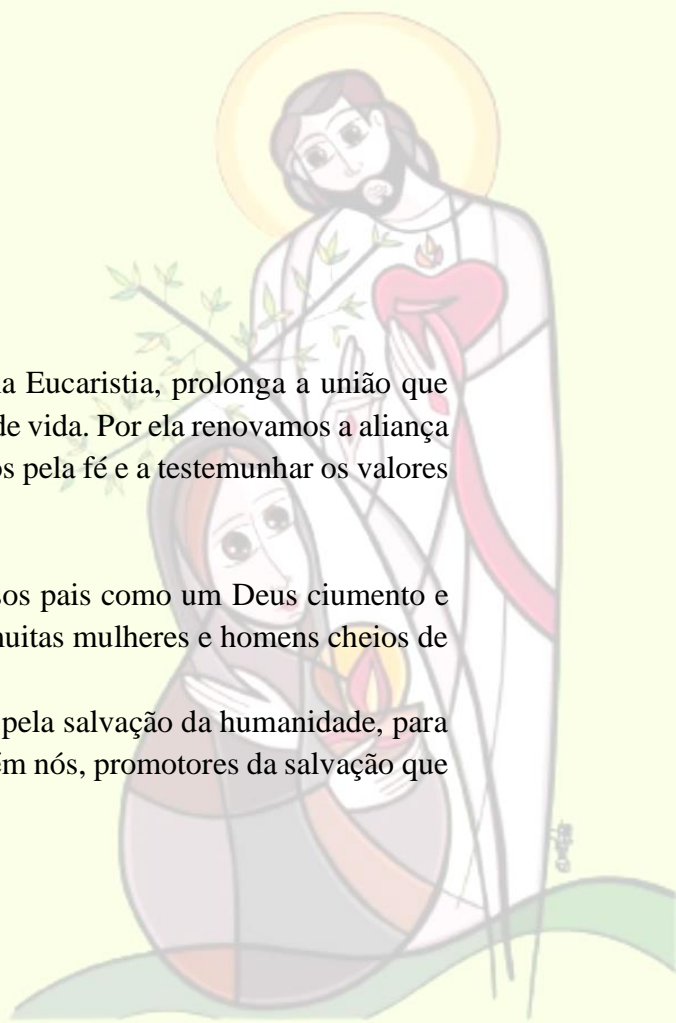 a Eucaristia, prolonga a união que
de vida. Por ela renovamos a aliança
os pela fé e a testemunhar os valores
sos pais como um Deus ciumento e
muitas mulheres e homens cheios de
pela salvação da humanidade, para
ém nós, promotores da salvação que